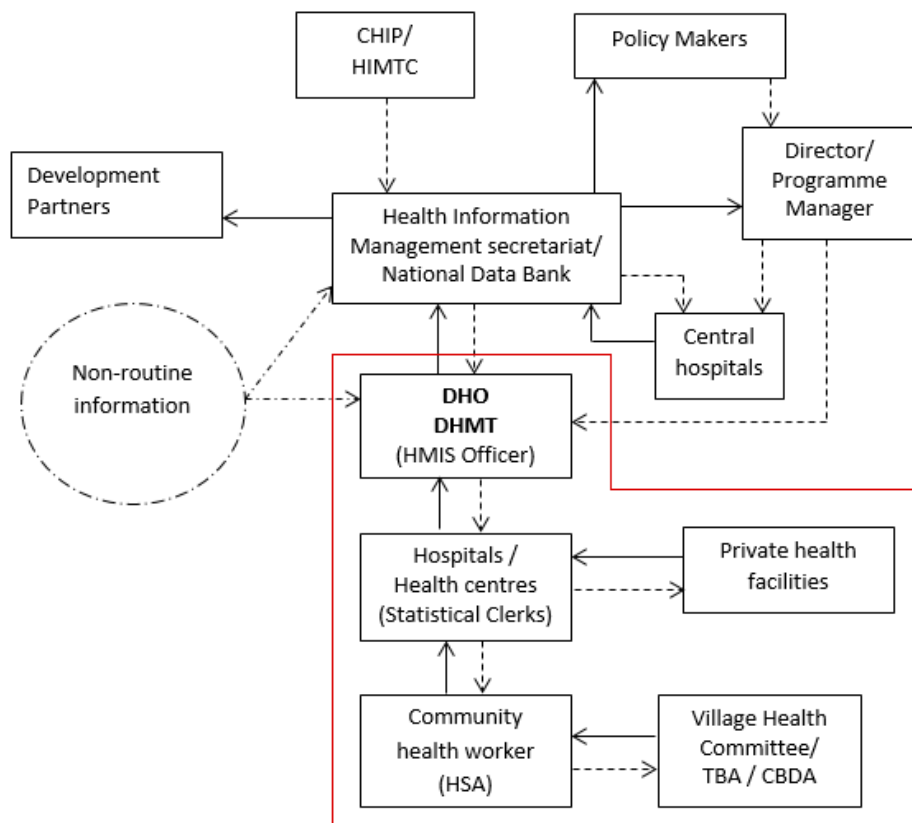 CHIP/
HIMTC
Policy Makers
Development
Partners
Health Information
Management secretariat/
National Data Bank
Director/
Programme
Manager
Central
hospitals
Non-routine
information
DHO
DHMT
(HMIS Officer)
Hospitals /
Health centres
(Statistical Clerks)
Private health
facilities
Community
health worker
(HSA)
Village Health
Committee/
TBA / CBDA